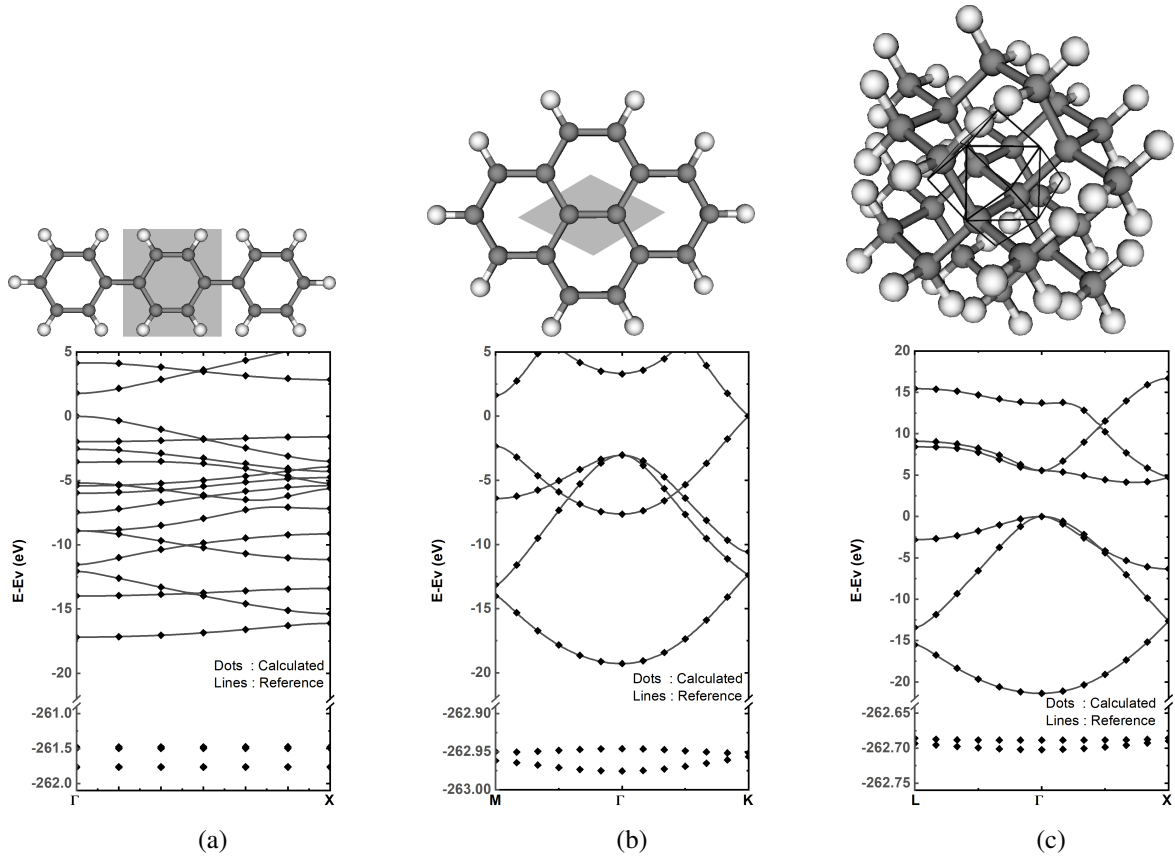 5
0
-5
-10
-15
-20
-261.0
-261.5
-262.0
E-Ev (eV)
Dots : Calculated
Lines : Reference
Γ X
(a)
5
0
-5
-10
-15
-20
-262.90
-262.95
-263.00
E-Ev (eV)
Dots : Calculated
Lines : Reference
M Γ K
(b)
20
15
10
5
0
-5
-10
-15
-20
-262.65
-262.70
-262.75
E-Ev (eV)
Dots : Calculated
Lines : Reference
L Γ X
(c)